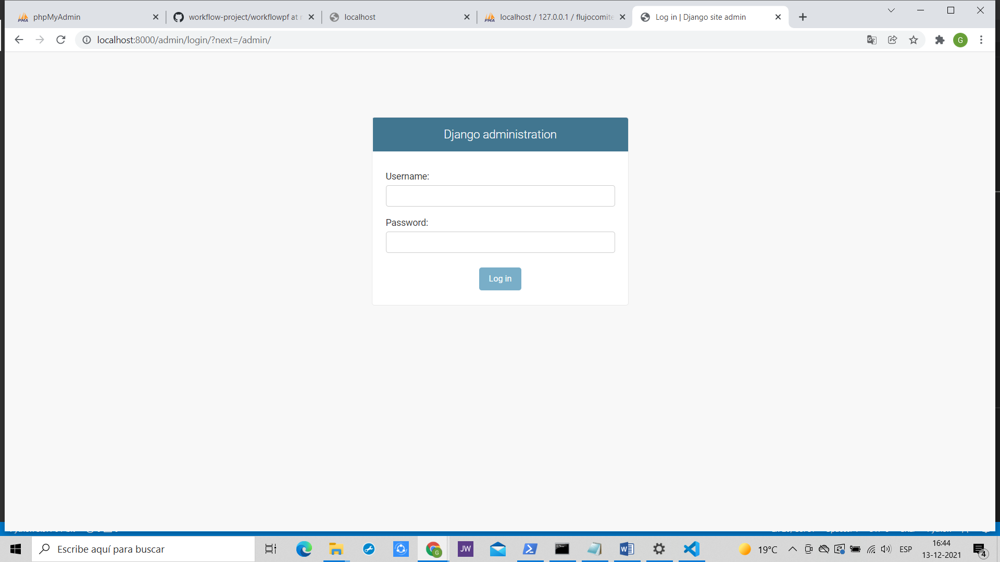 phpMyAdmin
workflow-project/workflowpf at
localhost
localhost / 127.0.0.1 / flujocomite
Log in | Django site admin
localhost:8000/admin/login/?next=/admin/
G
Django administration
Username:
Password:
Log in
Escribe aquí para buscar
G
JW
19°C
ESP
16:44
13-12-2021
4